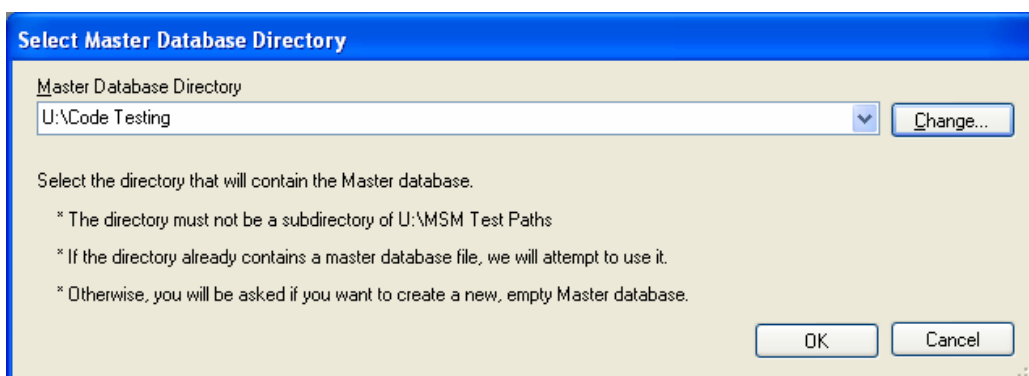 Select Master Database Directory
Master Database Directory
U:\Code Testing
Change...
Select the directory that will contain the Master database.
* The directory must not be a subdirectory of U:\MSM Test Paths
* If the directory already contains a master database file, we will attempt to use it.
* Otherwise, you will be asked if you want to create a new, empty Master database.
OK
Cancel